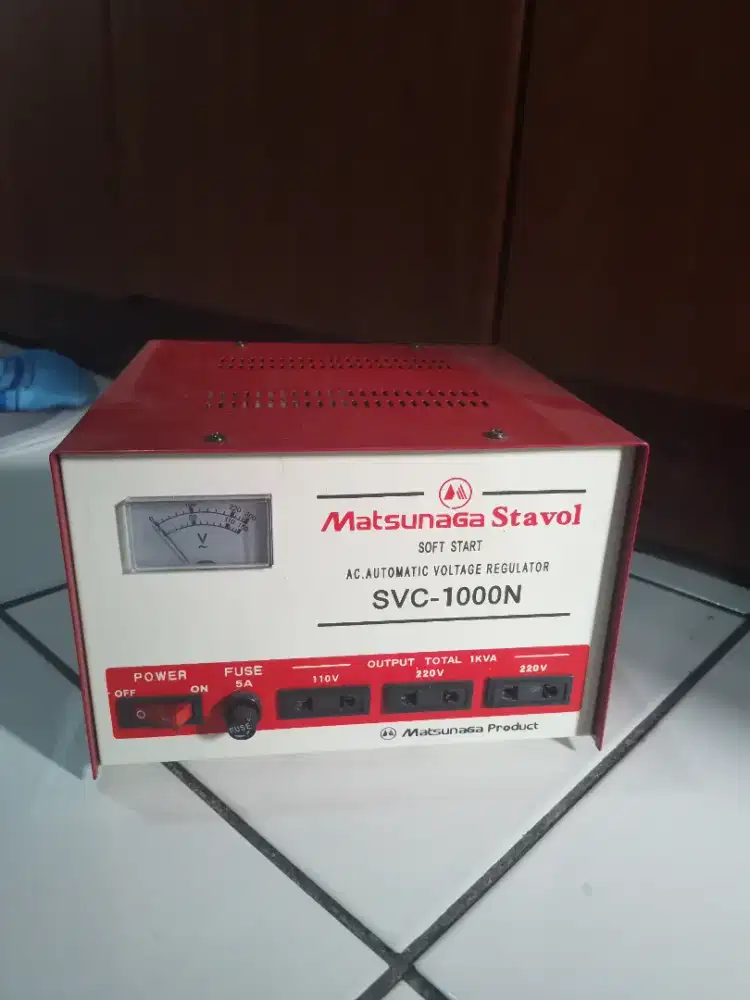 Matsunaga Stavol
SOFT START
AC.AUTOMATIC VOLTAGE REGULATOR
SVC-1000N
V
POWER
OFF
ON
FUSE
5A
OUTPUT TOTAL 1KVA
110V
220V
220V
FUSE
Matsunaga Product